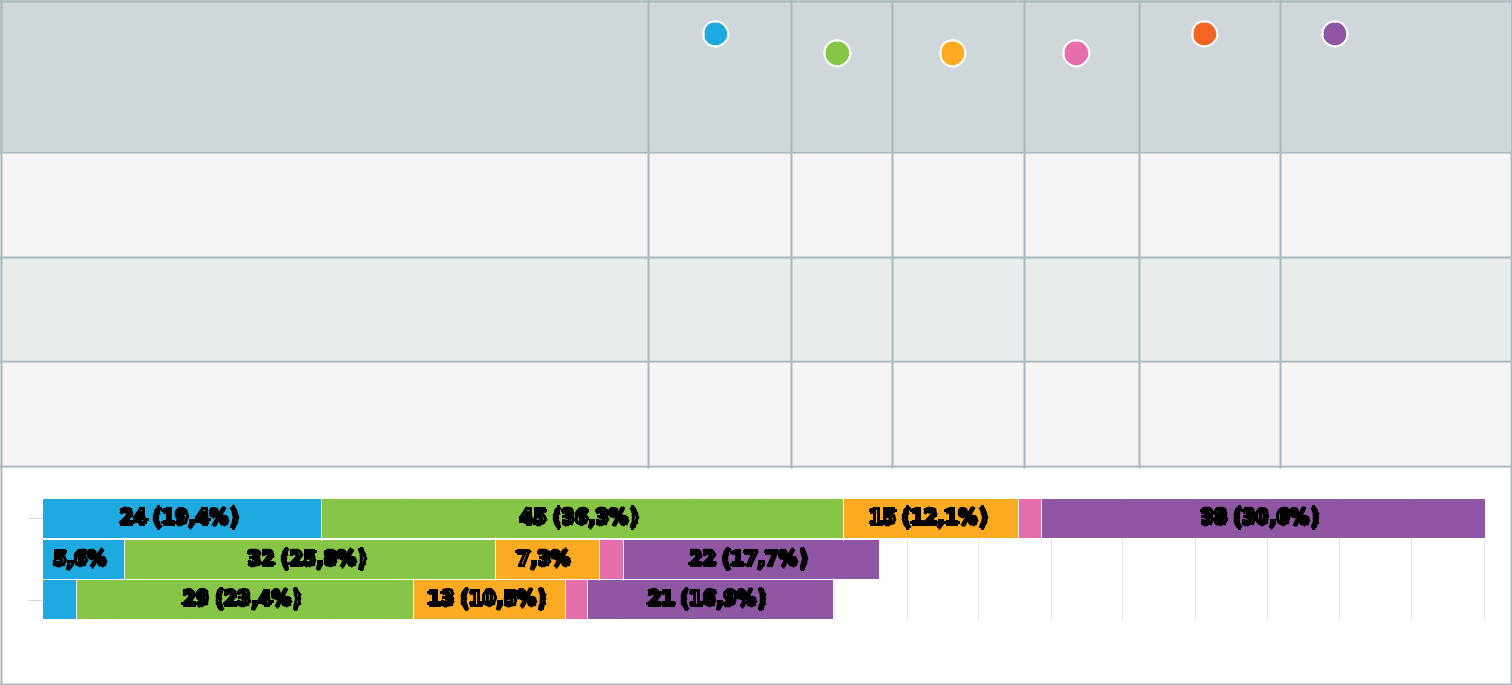 24 (19,4%) 45 (36,3%) 15 (12,1%) 38 (30,6%)
5,6% 32 (25,8%) 7,3% 22 (17,7%)
29 (23,4%) 13 (10,5%) 21 (16,9%)